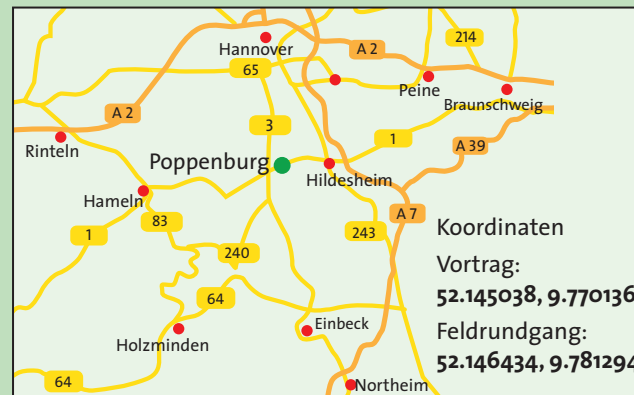 Hannover
A 2
214
65
Peine
Braunschweig
A 2
3
1
Rinteln
A 39
Poppenburg
Hildesheim
Hameln
83
A 7
1
243
240
64
Koordinaten
Vortrag:
52.145038, 9.770136
Feldrundgang:
52.146434, 9.781294
Einbeck
Holzminden
64
Northeim